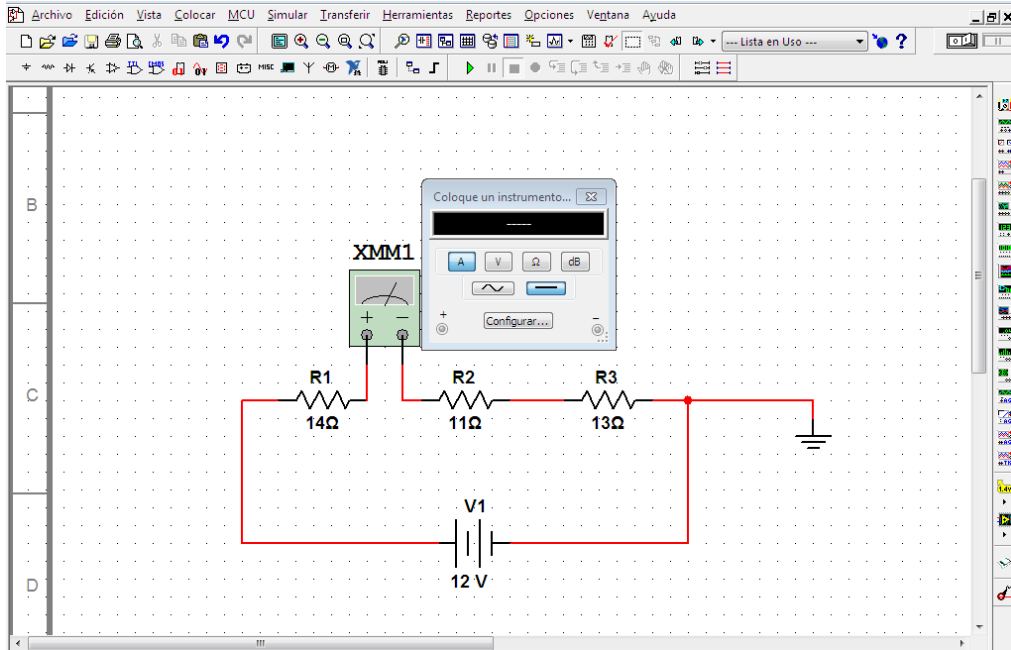 Archivo Edición Vista Colocar MCU Simular Transferir Herramientas Reportes Opciones Ventana Ayuda
--- Lista en Uso ---
MISC
Coloque un instrumento...
-----
B
XMM1
A V Ω dB
+ −
Configurar...
+ −
R1 R2 R3
C
14Ω 11Ω 13Ω
V1
12 V
D